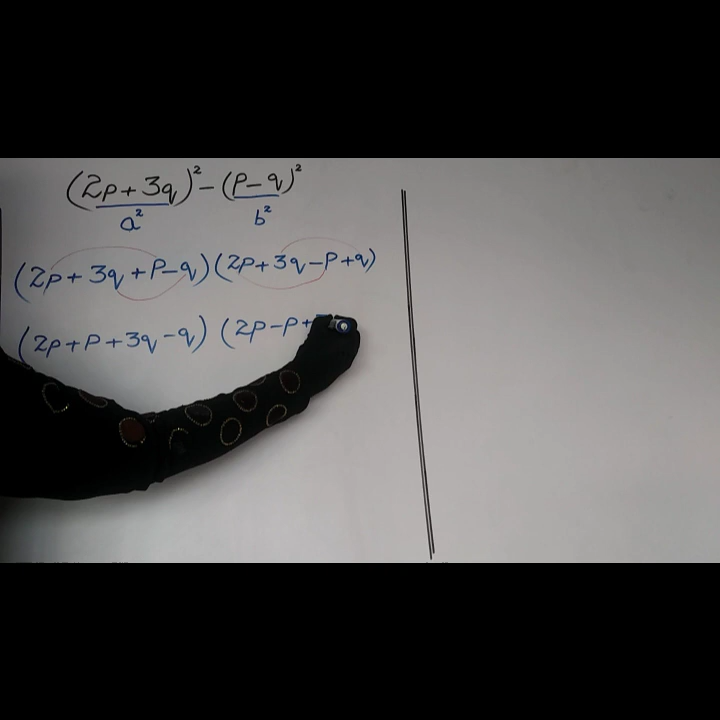 (2p+3q)²-(p-q)²
a² b²
(2p+3q+p-q)(2p+3q-p+q)
(2p+p+3q-q) (2p-p+